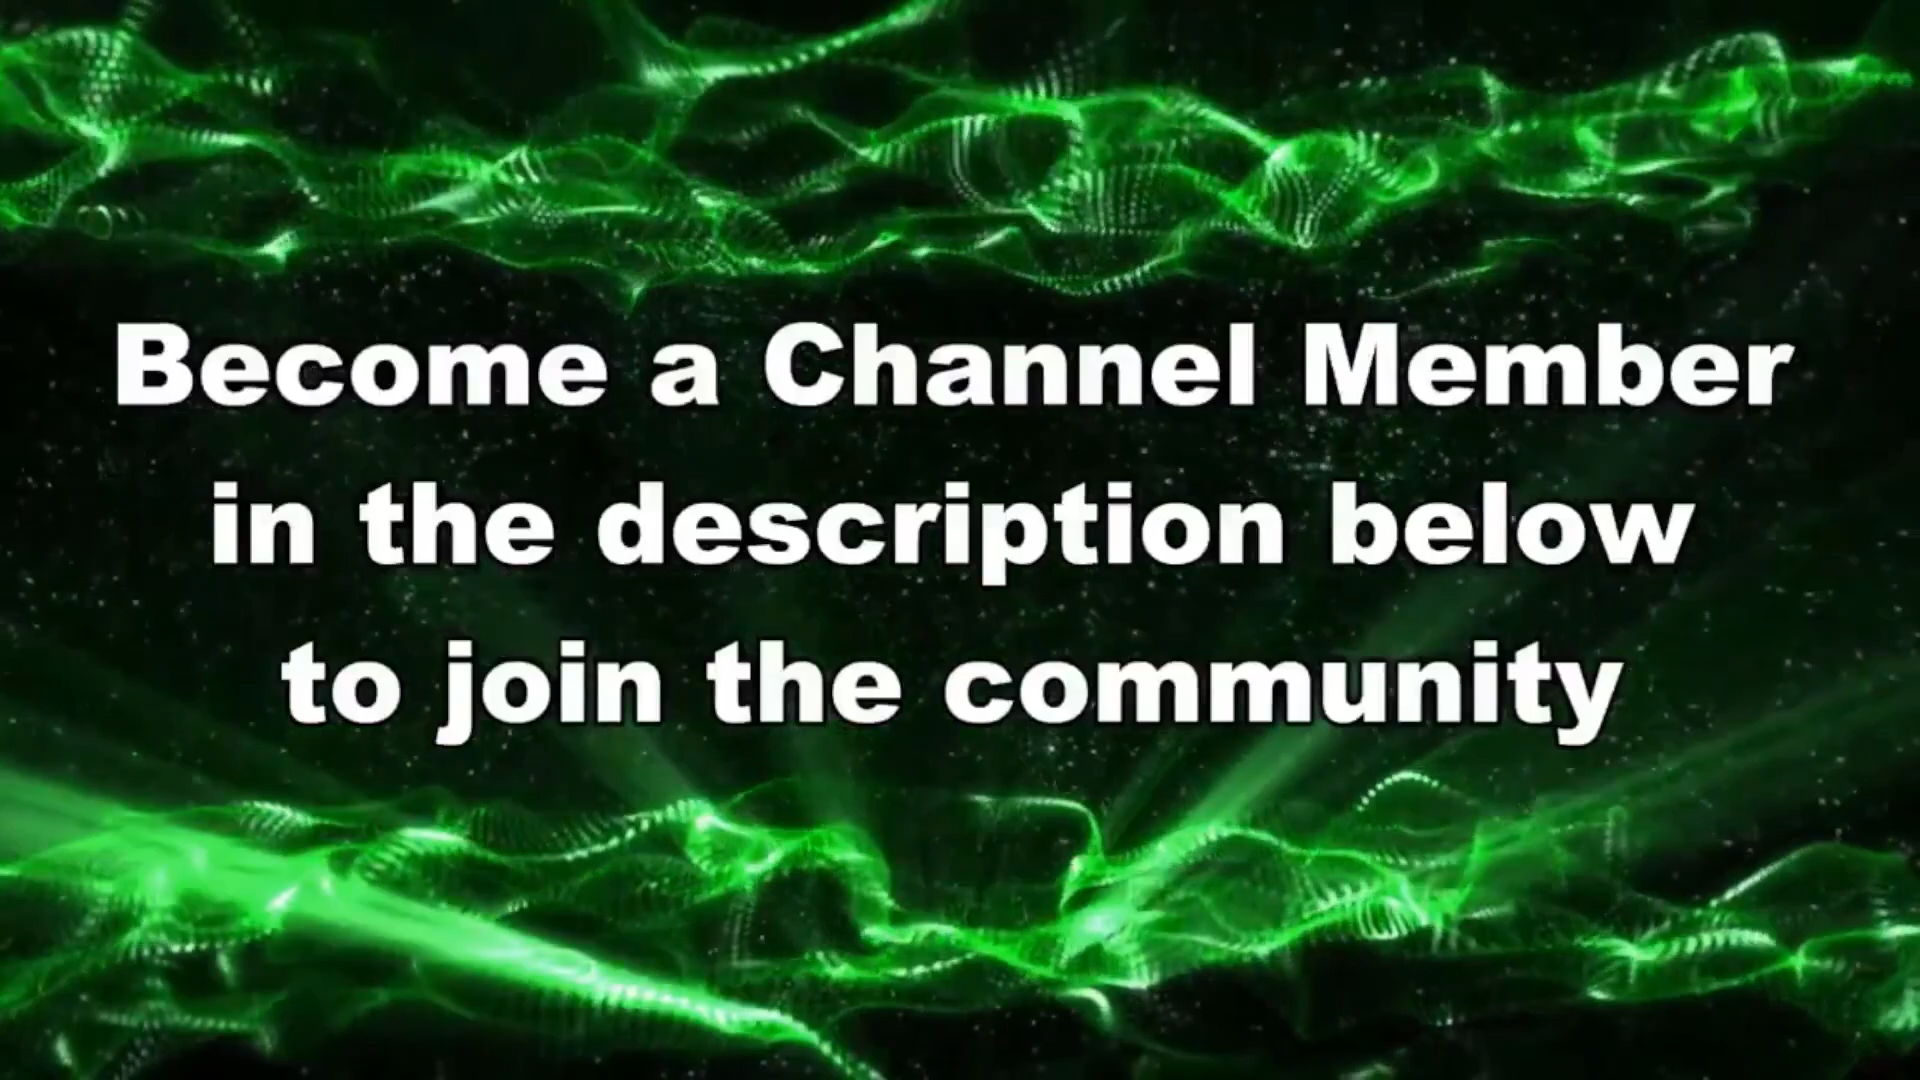 Become a Channel Member
in the description below
to join the community